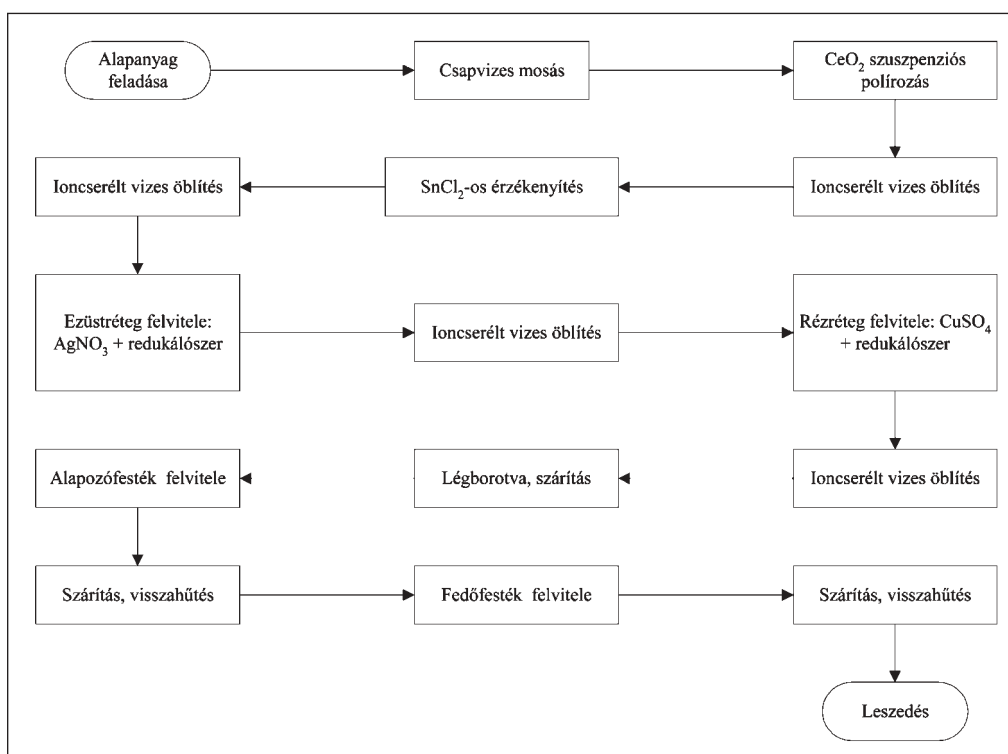 Alapanyag
feladása
Csapvizes mosás
CeO₂ szuszpenziós
polírozás
Ioncserélt vizes öblítés
SnCl₂-os érzékenyítés
Ioncserélt vizes öblítés
Ezüstréteg felvitele:
AgNO₃ + redukálószer
Ioncserélt vizes öblítés
Rézréteg felvitele: CuSO₄
+ redukálószer
Ioncserélt vizes öblítés
Légborotva, szárítás
Alapozófesték felvitele
Szárítás, visszahűtés
Fedőfesték felvitele
Szárítás, visszahűtés
Leszedés